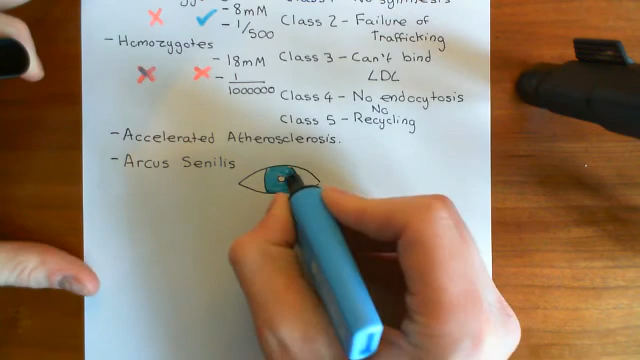 - 8mM
- 1/500
Class 2 - Failure of
trafficking
- Homozygotes
- 18mM
- 1
1000000
Class 3 - Can't bind
LDL
Class 4 - No endocytosis
No
Class 5 - Recycling
- Accelerated Atherosclerosis.
- Arcus Senilis